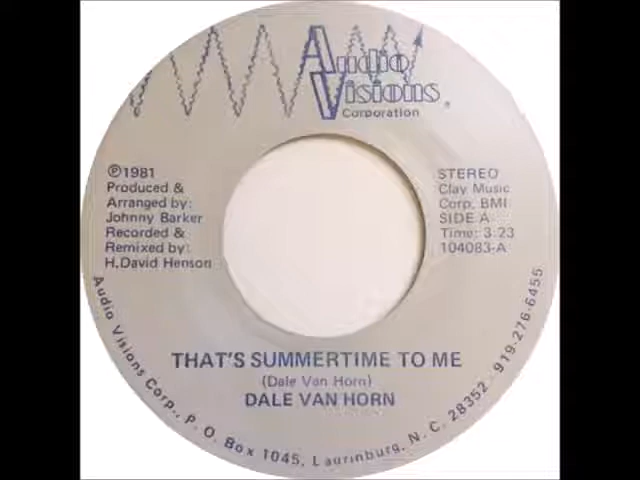 Audio
Visions
Corporation
℗1981
Produced &
Arranged by:
Johnny Barker
Recorded &
Remixed by:
H. David Henson
STEREO
Clay Music
Corp. BMI
SIDE A
Time: 3:23
104083-A
THAT'S SUMMERTIME TO ME
(Dale Van Horn)
DALE VAN HORN
Audio Visions Corp., P. O. Box 1045, Laurinburg, N. C. 28352 919-276-6455